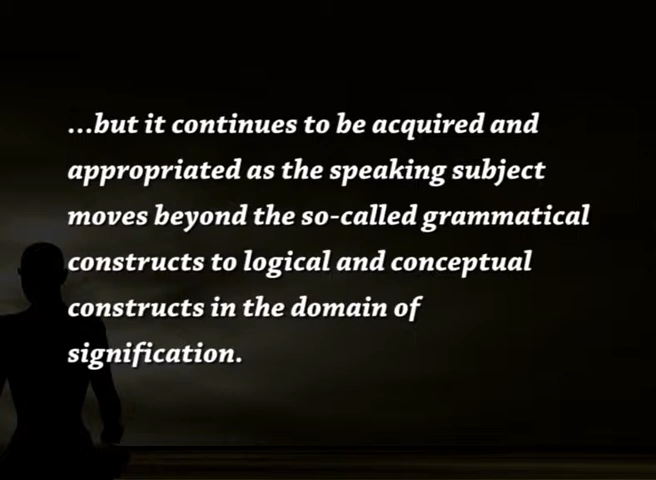 ...but it continues to be acquired and
appropriated as the speaking subject
moves beyond the so-called grammatical
constructs to logical and conceptual
constructs in the domain of
signification.